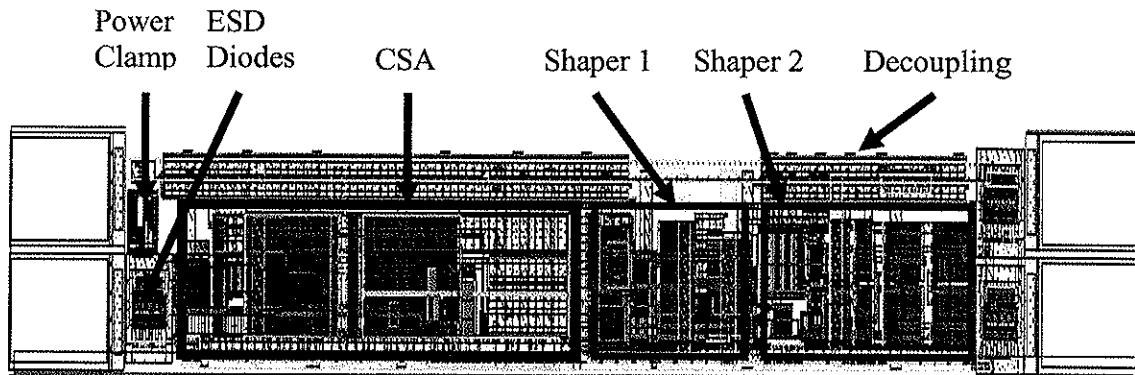 Power
Clamp
ESD
Diodes
CSA
Shaper 1
Shaper 2
Decoupling